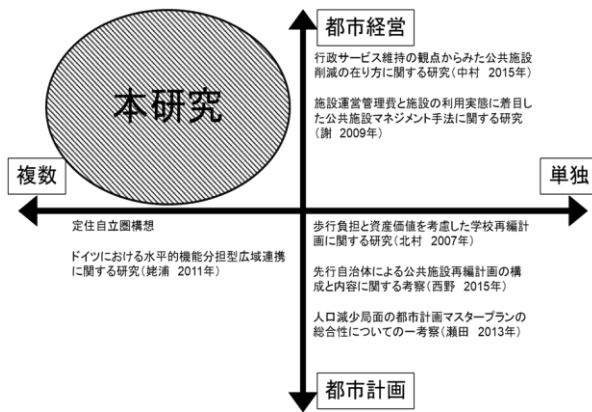 都市経営
行政サービス維持の観点からみた公共施設
削減の在り方に関する研究(中村 2015年)
施設運営管理費と施設の利用実態に着目し
た公共施設マネジメント手法に関する研究
(謝 2009年)
本研究
複数
単独
定住自立圏構想
ドイツにおける水平的機能分担型広域連携
に関する研究(姥浦 2011年)
歩行負担と資産価値を考慮した学校再編計
画に関する研究(北村 2007年)
先行自治体による公共施設再編計画の構
成と内容に関する考察(西野 2015年)
人口減少局面の都市計画マスタープランの
総合性についての一考察(瀬田 2013年)
都市計画